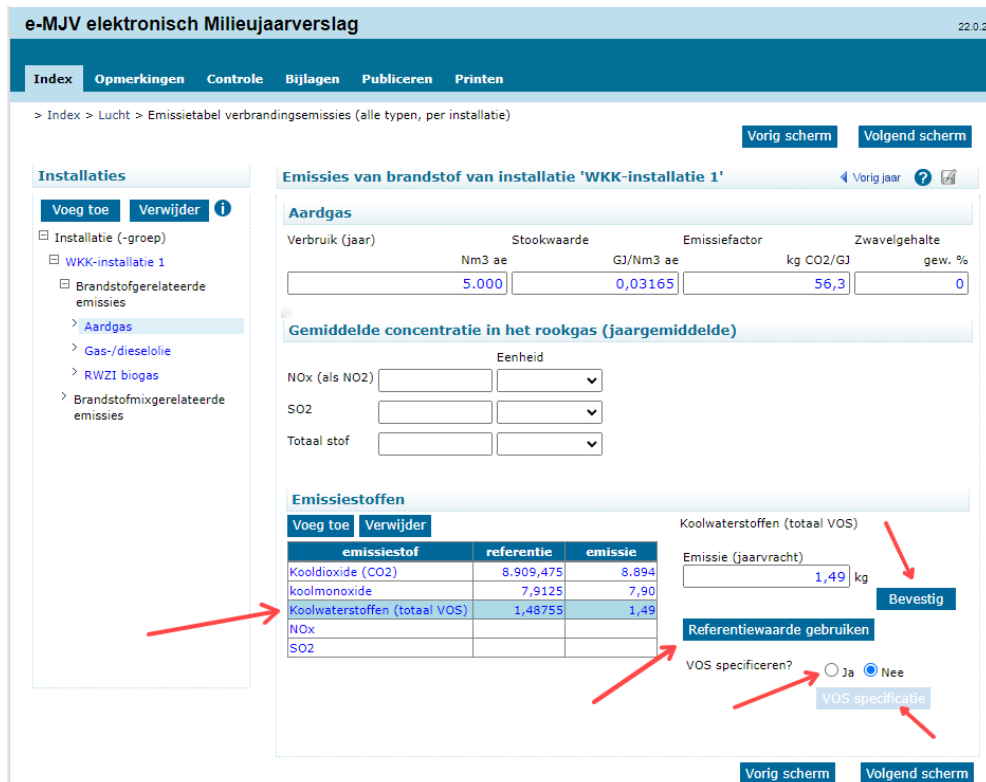 e-MJV elektronisch Milieujaarverslag
22.0.2
Index Opmerkingen Controle Bijlagen Publiceren Printen
> Index > Lucht > Emissietabel verbrandingsemissies (alle typen, per installatie)
Vorig scherm Volgend scherm
Installaties
Voeg toe Verwijder i
Installatie (-groep)
WKK-installatie 1
Brandstofgerelateerde
emissies
Aardgas
Gas-/dieselolie
RWZI biogas
Brandstofmixgerelateerde
emissies
Emissies van brandstof van installatie 'WKK-installatie 1' Vorig jaar ?
Aardgas
Verbruik (jaar) Stookwaarde Emissiefactor Zwavelgehalte
Nm3 ae GJ/Nm3 ae kg CO2/GJ gew. %
5.000 0,03165 56,3 0
Gemiddelde concentratie in het rookgas (jaargemiddelde)
Eenheid
NOx (als NO2)
SO2
Totaal stof
Emissiestoffen
Voeg toe Verwijder
emissiestof referentie emissie
Kooldioxide (CO2) 8.909,475 8.894
koolmonoxide 7,9125 7,90
Koolwaterstoffen (totaal VOS) 1,48755 1,49
NOx
SO2
Koolwaterstoffen (totaal VOS)
Emissie (jaarvracht)
1,49 kg
Bevestig
Referentiewaarde gebruiken
VOS specificeren? Ja Nee
VOS specificatie
Vorig scherm Volgend scherm